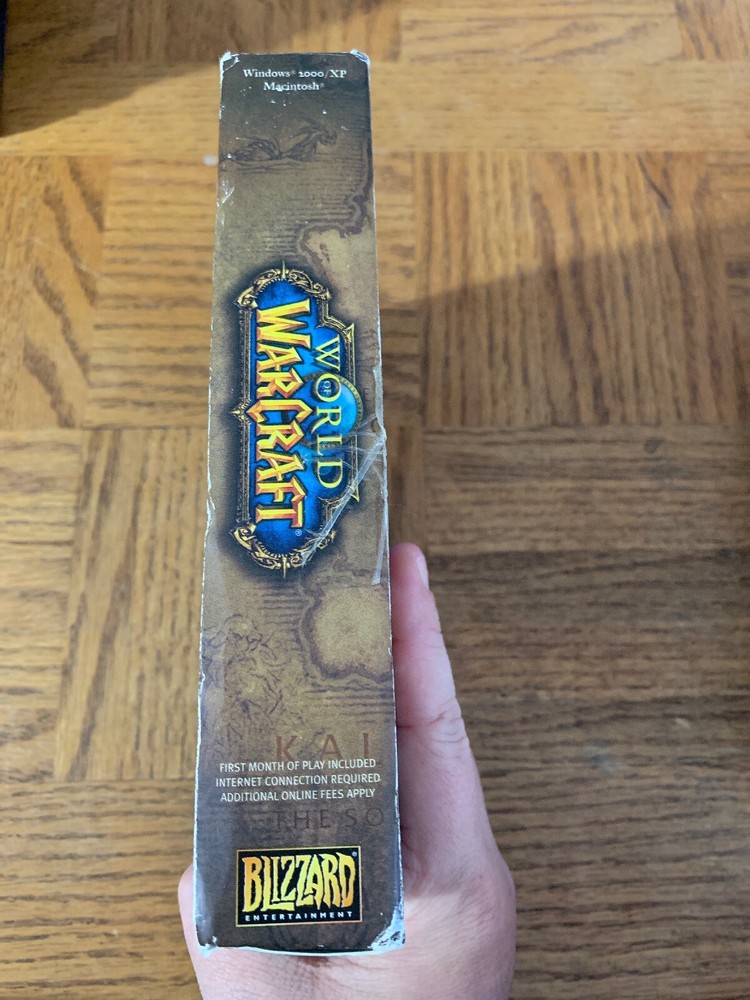 Windows® 2000/XP
Macintosh®
WORLD
OF
WARCRAFT®
KAI
FIRST MONTH OF PLAY INCLUDED
INTERNET CONNECTION REQUIRED
ADDITIONAL ONLINE FEES APPLY
THE SO
BLIZZARD®
ENTERTAINMENT